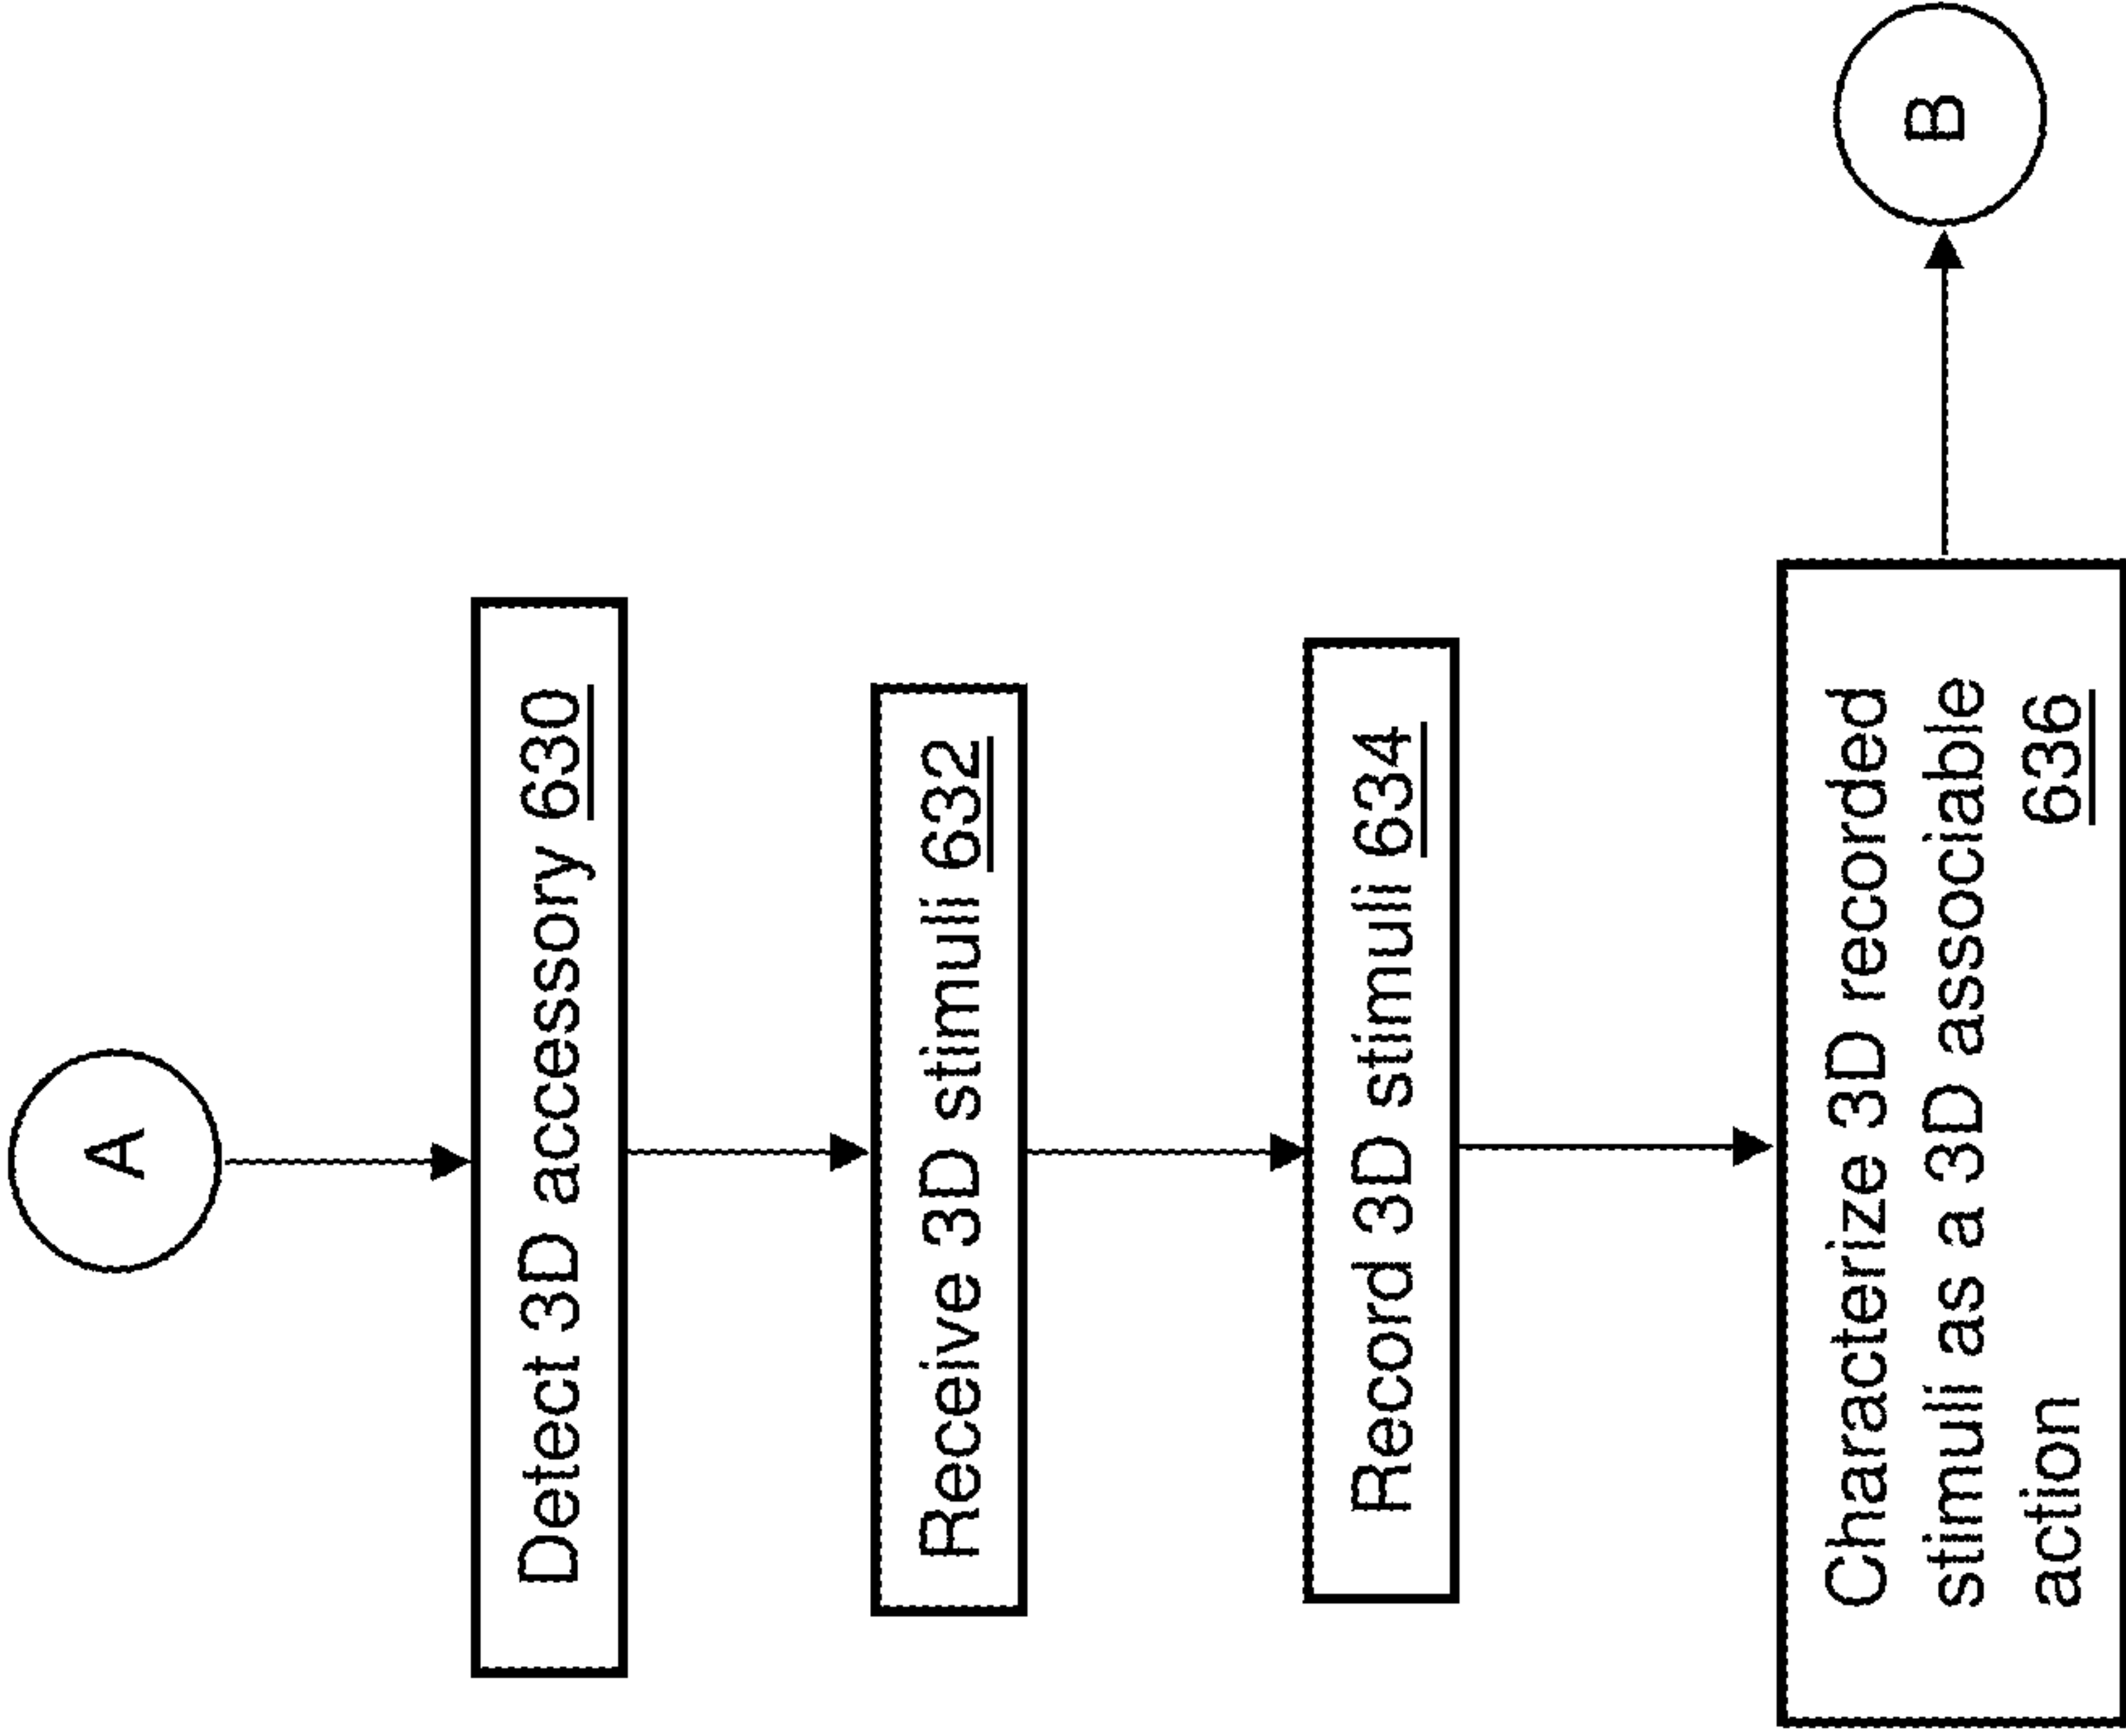 A
Detect 3D accessory 630
Receive 3D stimuli 632
Record 3D stimuli 634
Characterize 3D recorded
stimuli as a 3D associable
action 636
B